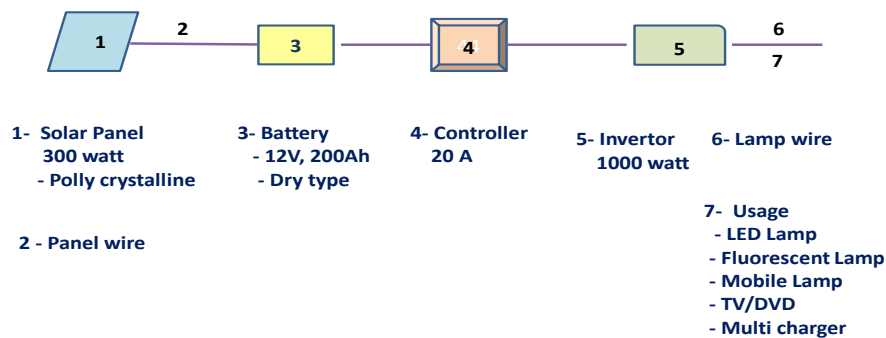 1
2
3
4
5
6
7
1- Solar Panel
300 watt
- Polly crystalline
2 - Panel wire
3- Battery
- 12V, 200Ah
- Dry type
4- Controller
20 A
5- Invertor
1000 watt
6- Lamp wire
7- Usage
- LED Lamp
- Fluorescent Lamp
- Mobile Lamp
- TV/DVD
- Multi charger